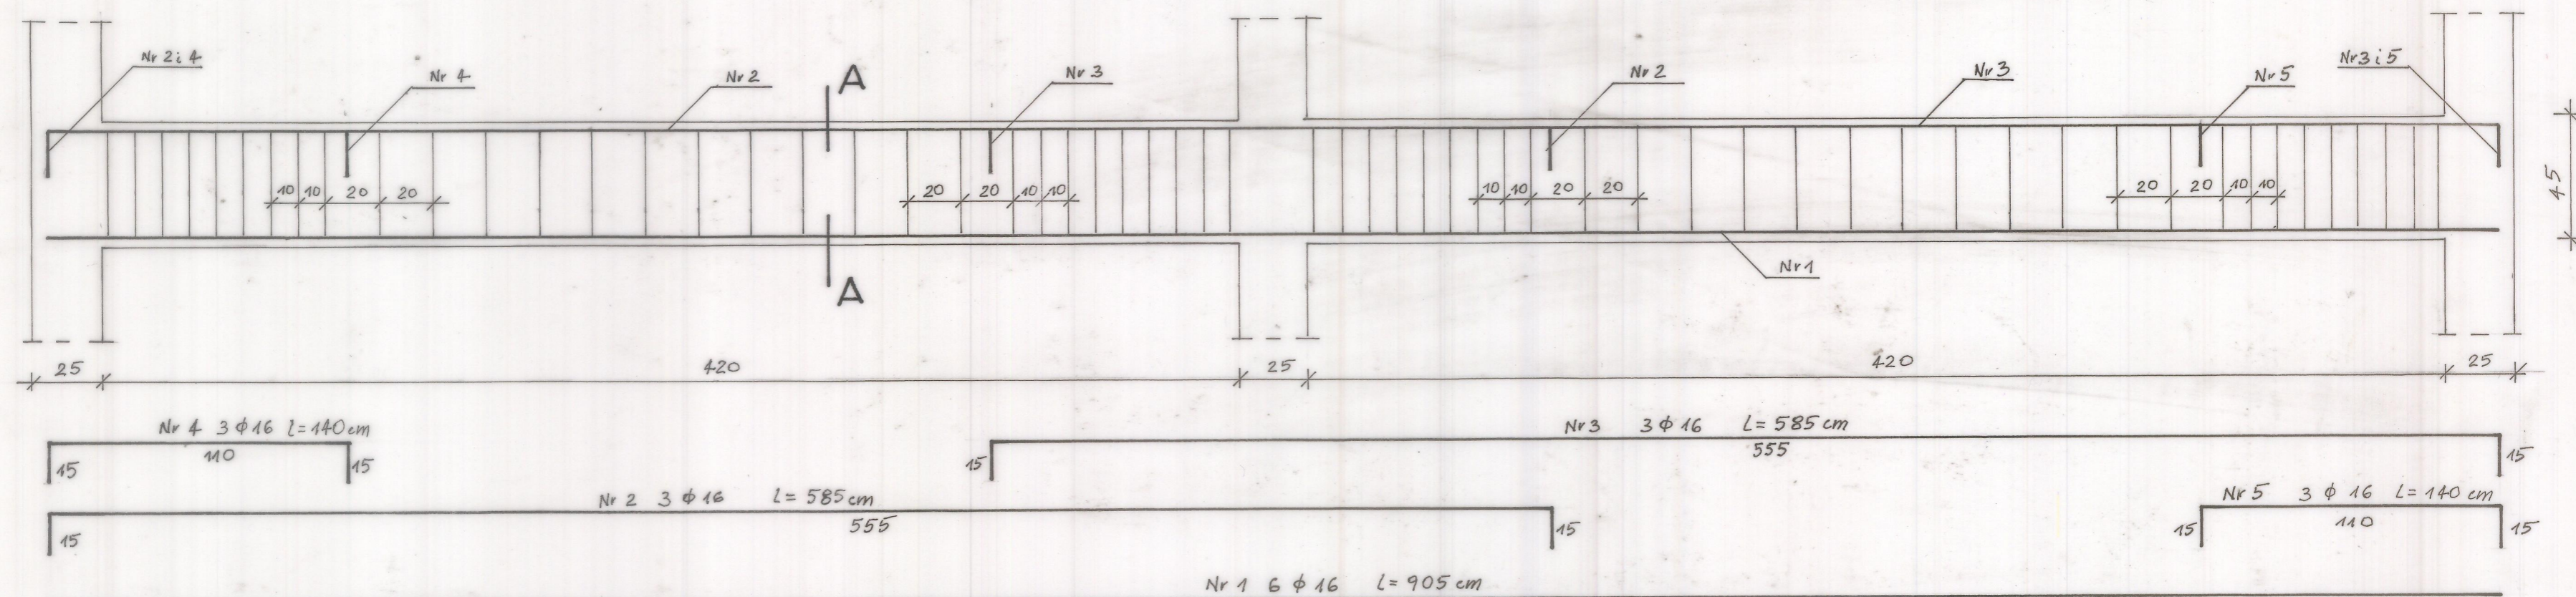 Nr 2 i 4
Nr 4
Nr 2
A
Nr 3
Nr 2
Nr 3
Nr 5
Nr 3 i 5
10 10 20 20
20 20 10 10
10 10 20 20
20 20 10 10
45
Nr 1
A
25 420 25 420 25
Nr 4 3 ϕ 16 l = 140 cm
110
15 15
Nr 3 3 ϕ 16 L = 585 cm
555
15 15
Nr 2 3 ϕ 16 l = 585 cm
555
15 15
Nr 5 3 ϕ 16 L = 140 cm
110
15 15
Nr 1 6 ϕ 16 l = 905 cm